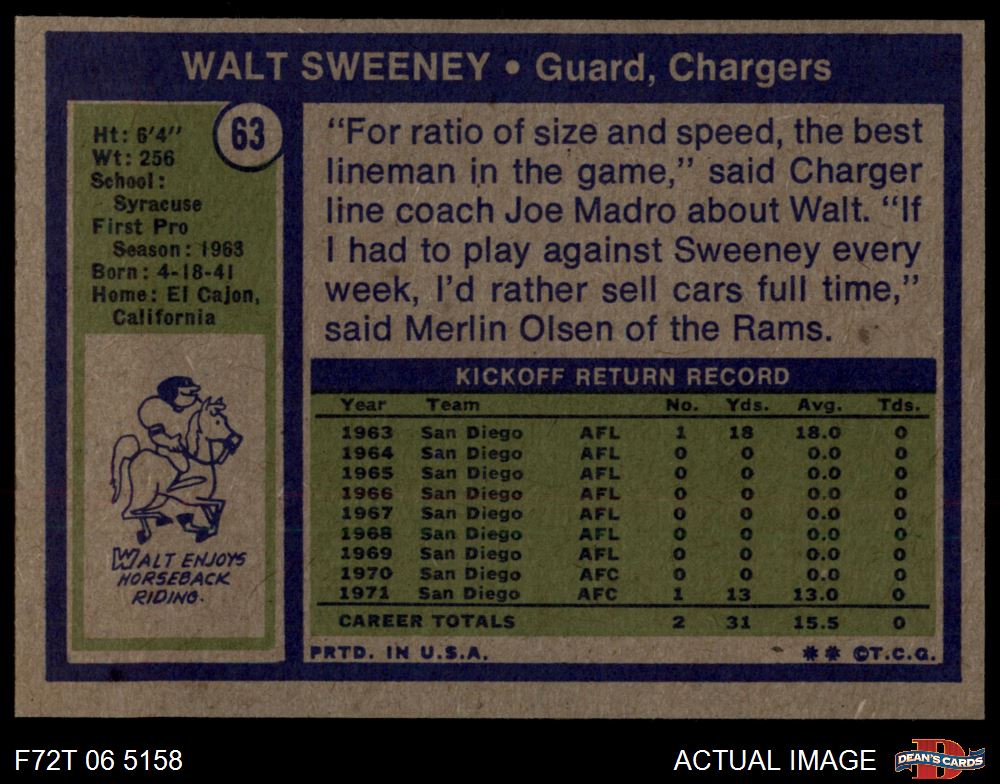 WALT SWEENEY • Guard, Chargers
63
Ht: 6'4"
Wt: 256
School:
Syracuse
First Pro
Season: 1963
Born: 4-18-41
Home: El Cajon,
California
WALT ENJOYS
HORSEBACK
RIDING.
“For ratio of size and speed, the best
lineman in the game,” said Charger
line coach Joe Madro about Walt. “If
I had to play against Sweeney every
week, I’d rather sell cars full time,”
said Merlin Olsen of the Rams.
KICKOFF RETURN RECORD
Year Team No. Yds. Avg. Tds.
1963 San Diego AFL 1 18 18.0 0
1964 San Diego AFL 0 0 0.0 0
1965 San Diego AFL 0 0 0.0 0
1966 San Diego AFL 0 0 0.0 0
1967 San Diego AFL 0 0 0.0 0
1968 San Diego AFL 0 0 0.0 0
1969 San Diego AFL 0 0 0.0 0
1970 San Diego AFC 0 0 0.0 0
1971 San Diego AFC 1 13 13.0 0
CAREER TOTALS 2 31 15.5 0
PRTD. IN U.S.A. ** ©T.C.G.
F72T 06 5158 ACTUAL IMAGE
D
DEAN'S CARDS